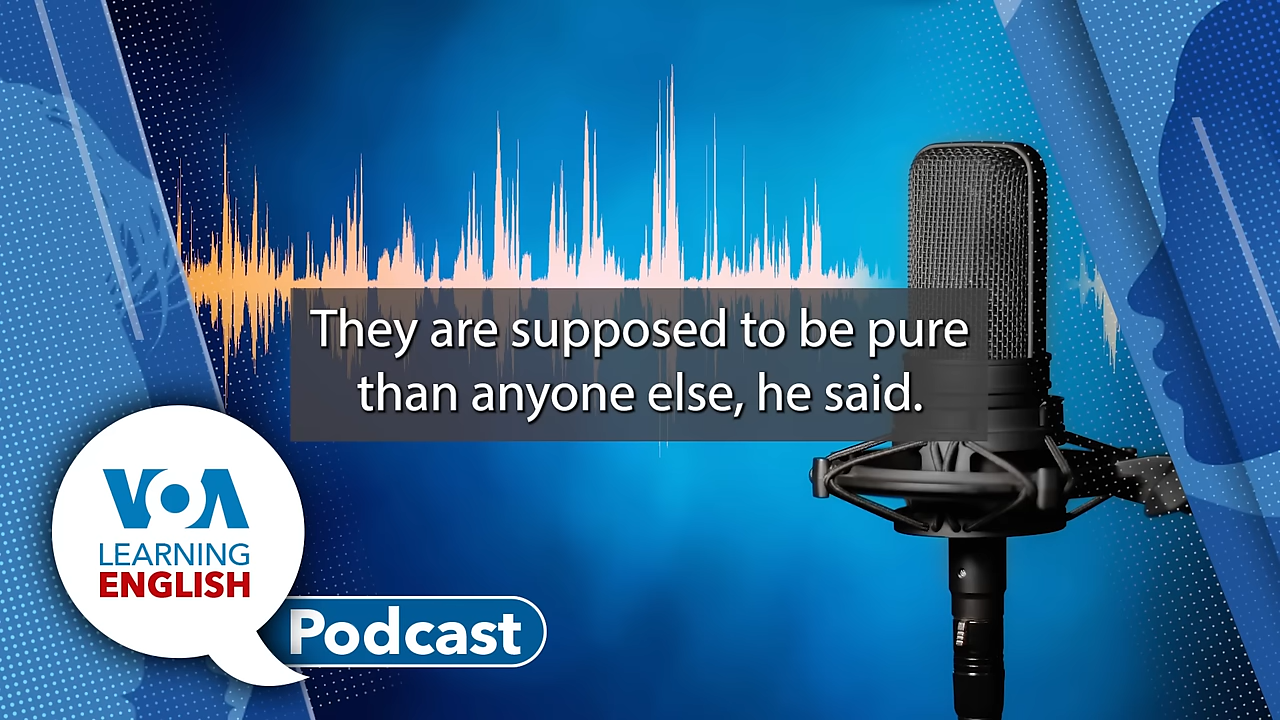 They are supposed to be pure
than anyone else, he said.
VOA
LEARNING
ENGLISH
Podcast